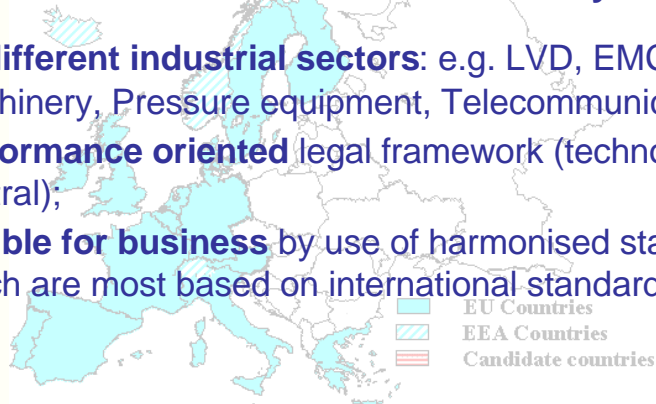 ifferent industrial sectors: e.g. LVD, EMC
hinery, Pressure equipment, Telecommunic
ormance oriented legal framework (techno
ral);
ble for business by use of harmonised sta
ch are most based on international standard
EU Countries
EEA Countries
Candidate countries